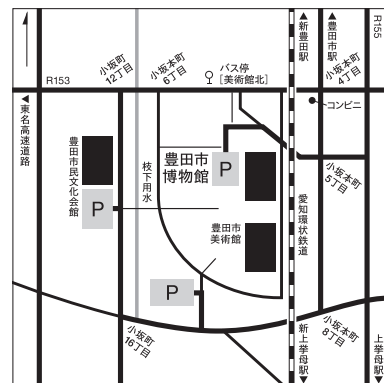 R153
小坂町
12丁目
小坂本町
6丁目
バス停
［美術館北］
▲新豊田駅
▲豊田市駅
小坂本町
4丁目
R155
◀東名高速道路
コンビニ
豊田市
民文化会館
P
枝下用水
豊田市
博物館
P
小坂本町
5丁目
愛知環状鉄道
豊田市
美術館
P
小坂町
16丁目
新上挙母駅▼
小坂本町
8丁目
上挙母駅▼